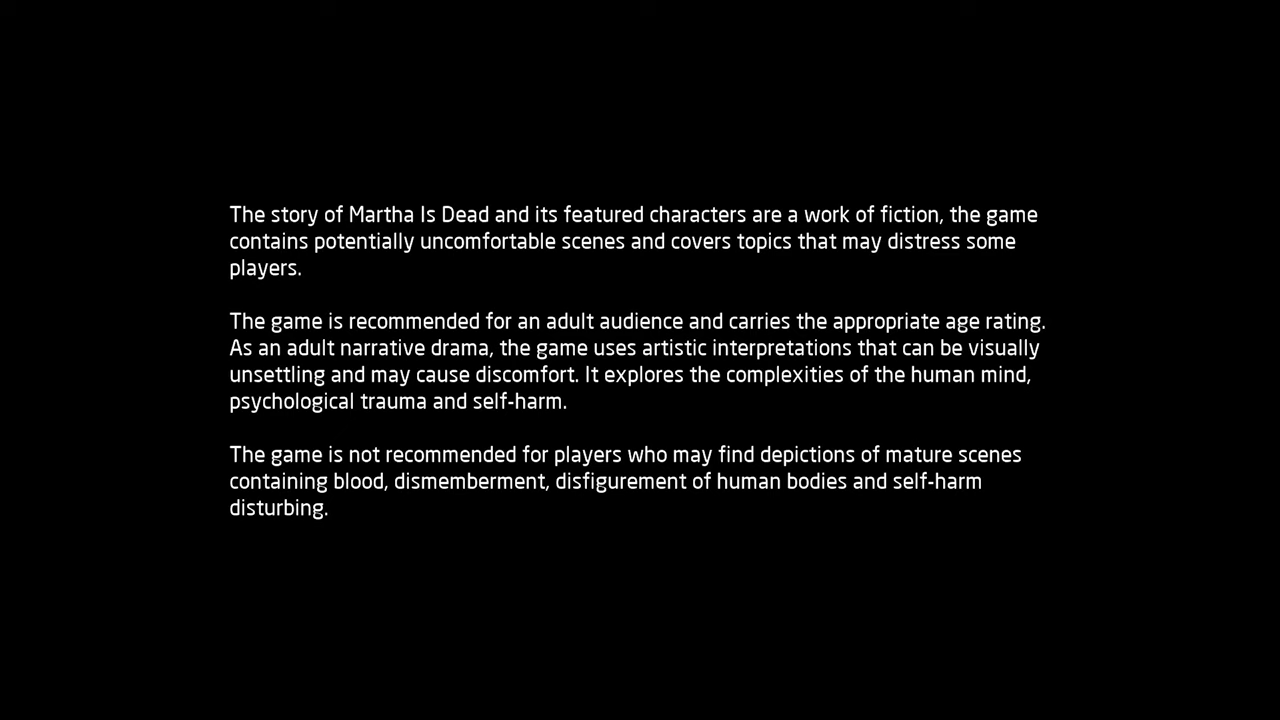 The story of Martha Is Dead and its featured characters are a work of fiction, the game
contains potentially uncomfortable scenes and covers topics that may distress some
players.
The game is recommended for an adult audience and carries the appropriate age rating.
As an adult narrative drama, the game uses artistic interpretations that can be visually
unsettling and may cause discomfort. It explores the complexities of the human mind,
psychological trauma and self-harm.
The game is not recommended for players who may find depictions of mature scenes
containing blood, dismemberment, disfigurement of human bodies and self-harm
disturbing.